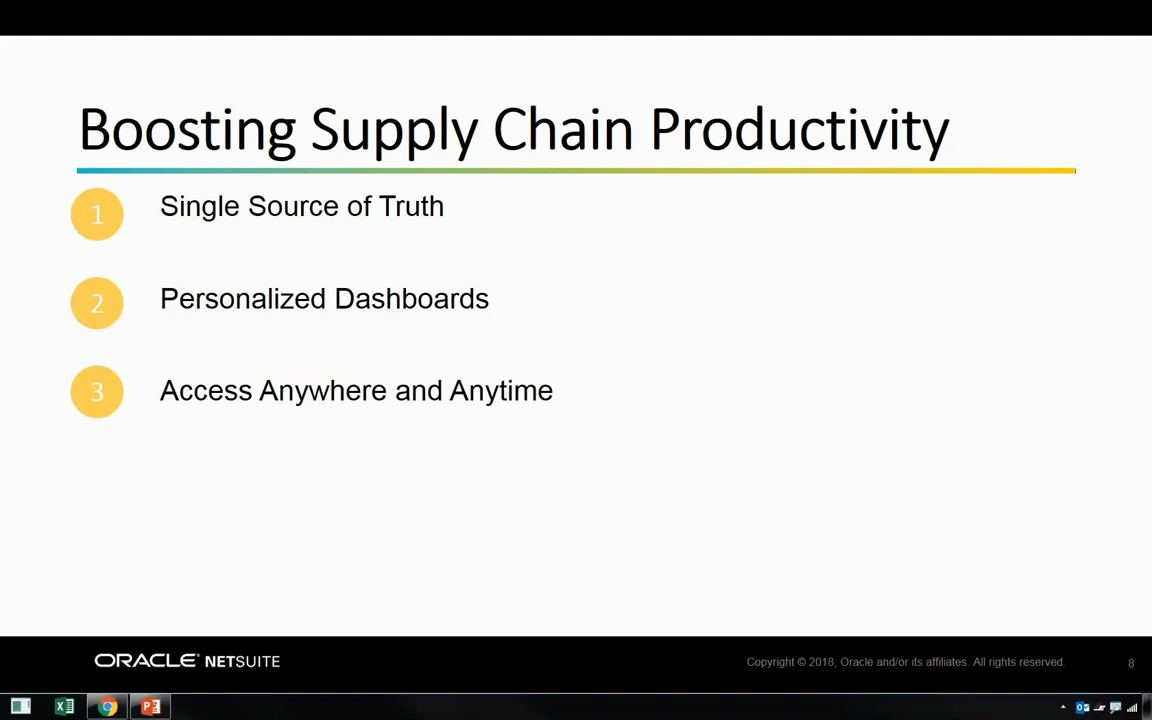 Boosting Supply Chain Productivity
1 Single Source of Truth
2 Personalized Dashboards
3 Access Anywhere and Anytime
ORACLE® NETSUITE
Copyright © 2018, Oracle and/or its affiliates. All rights reserved. 8